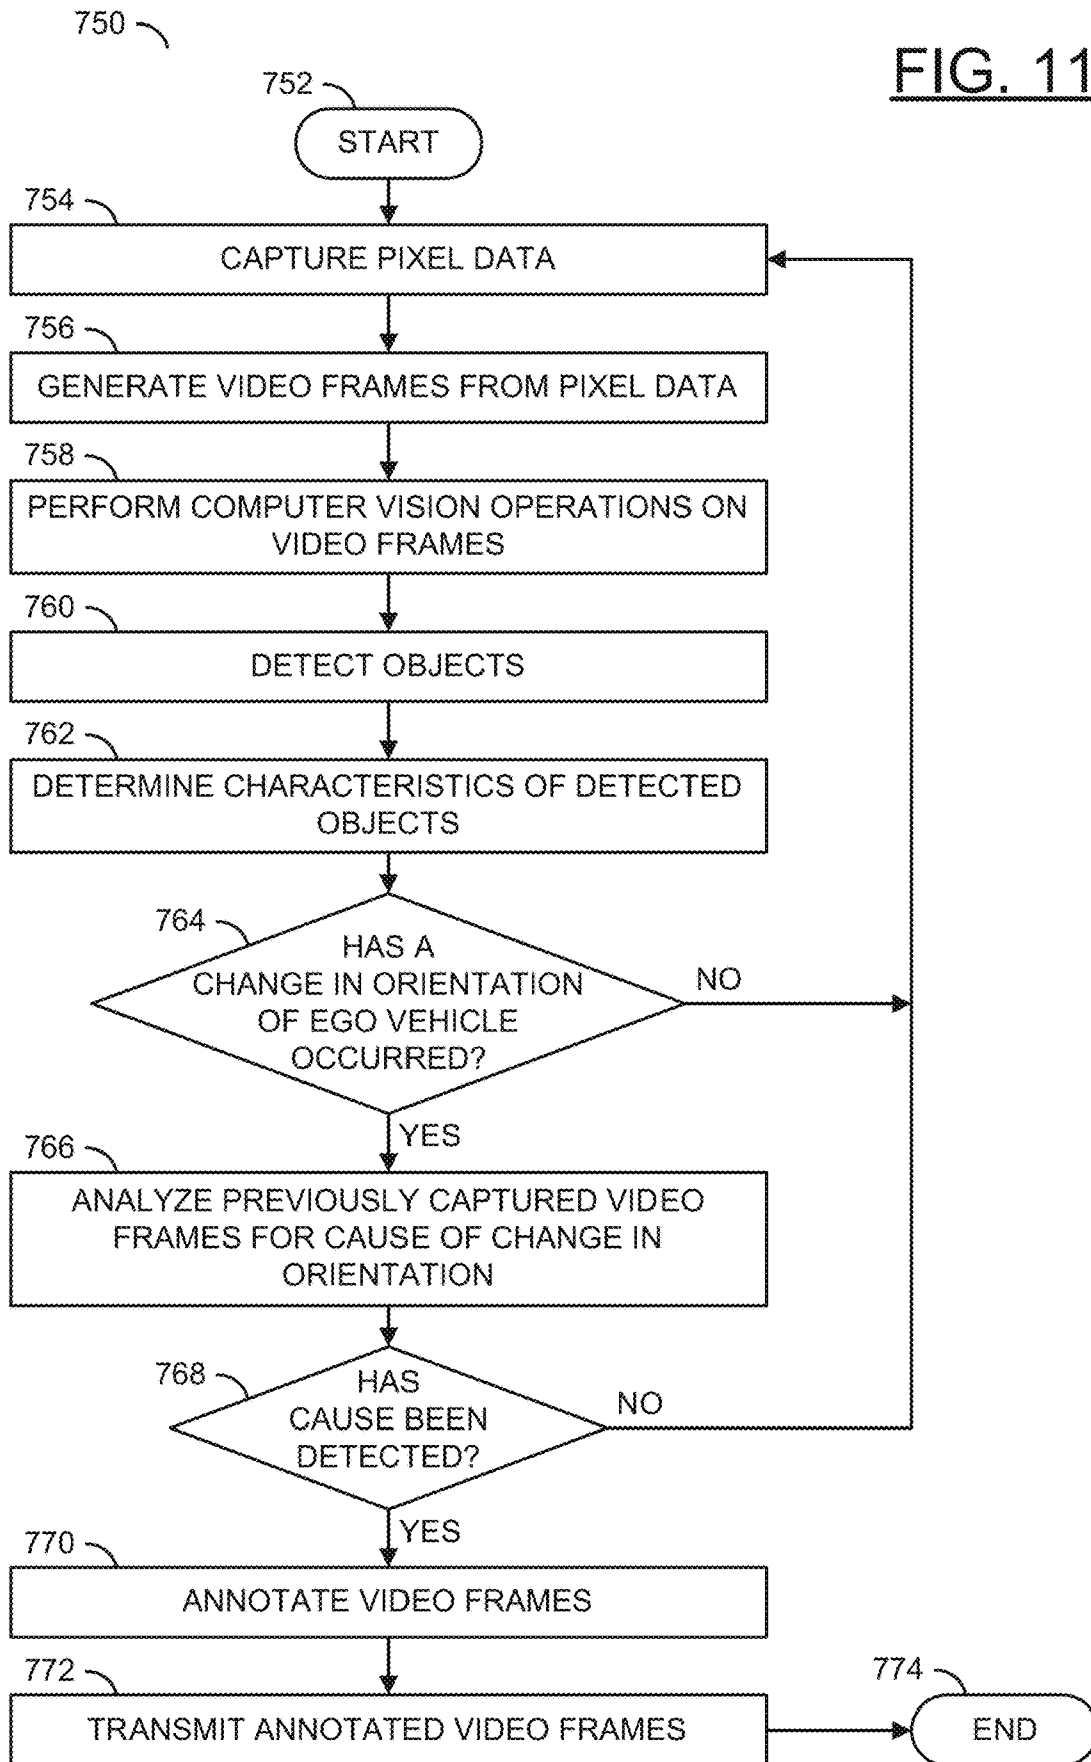 750
FIG. 11
752
START
754
CAPTURE PIXEL DATA
756
GENERATE VIDEO FRAMES FROM PIXEL DATA
758
PERFORM COMPUTER VISION OPERATIONS ON
VIDEO FRAMES
760
DETECT OBJECTS
762
DETERMINE CHARACTERISTICS OF DETECTED
OBJECTS
764
HAS A
CHANGE IN ORIENTATION
OF EGO VEHICLE
OCCURRED?
NO
YES
766
ANALYZE PREVIOUSLY CAPTURED VIDEO
FRAMES FOR CAUSE OF CHANGE IN
ORIENTATION
768
HAS
CAUSE BEEN
DETECTED?
NO
YES
770
ANNOTATE VIDEO FRAMES
772
TRANSMIT ANNOTATED VIDEO FRAMES
774
END